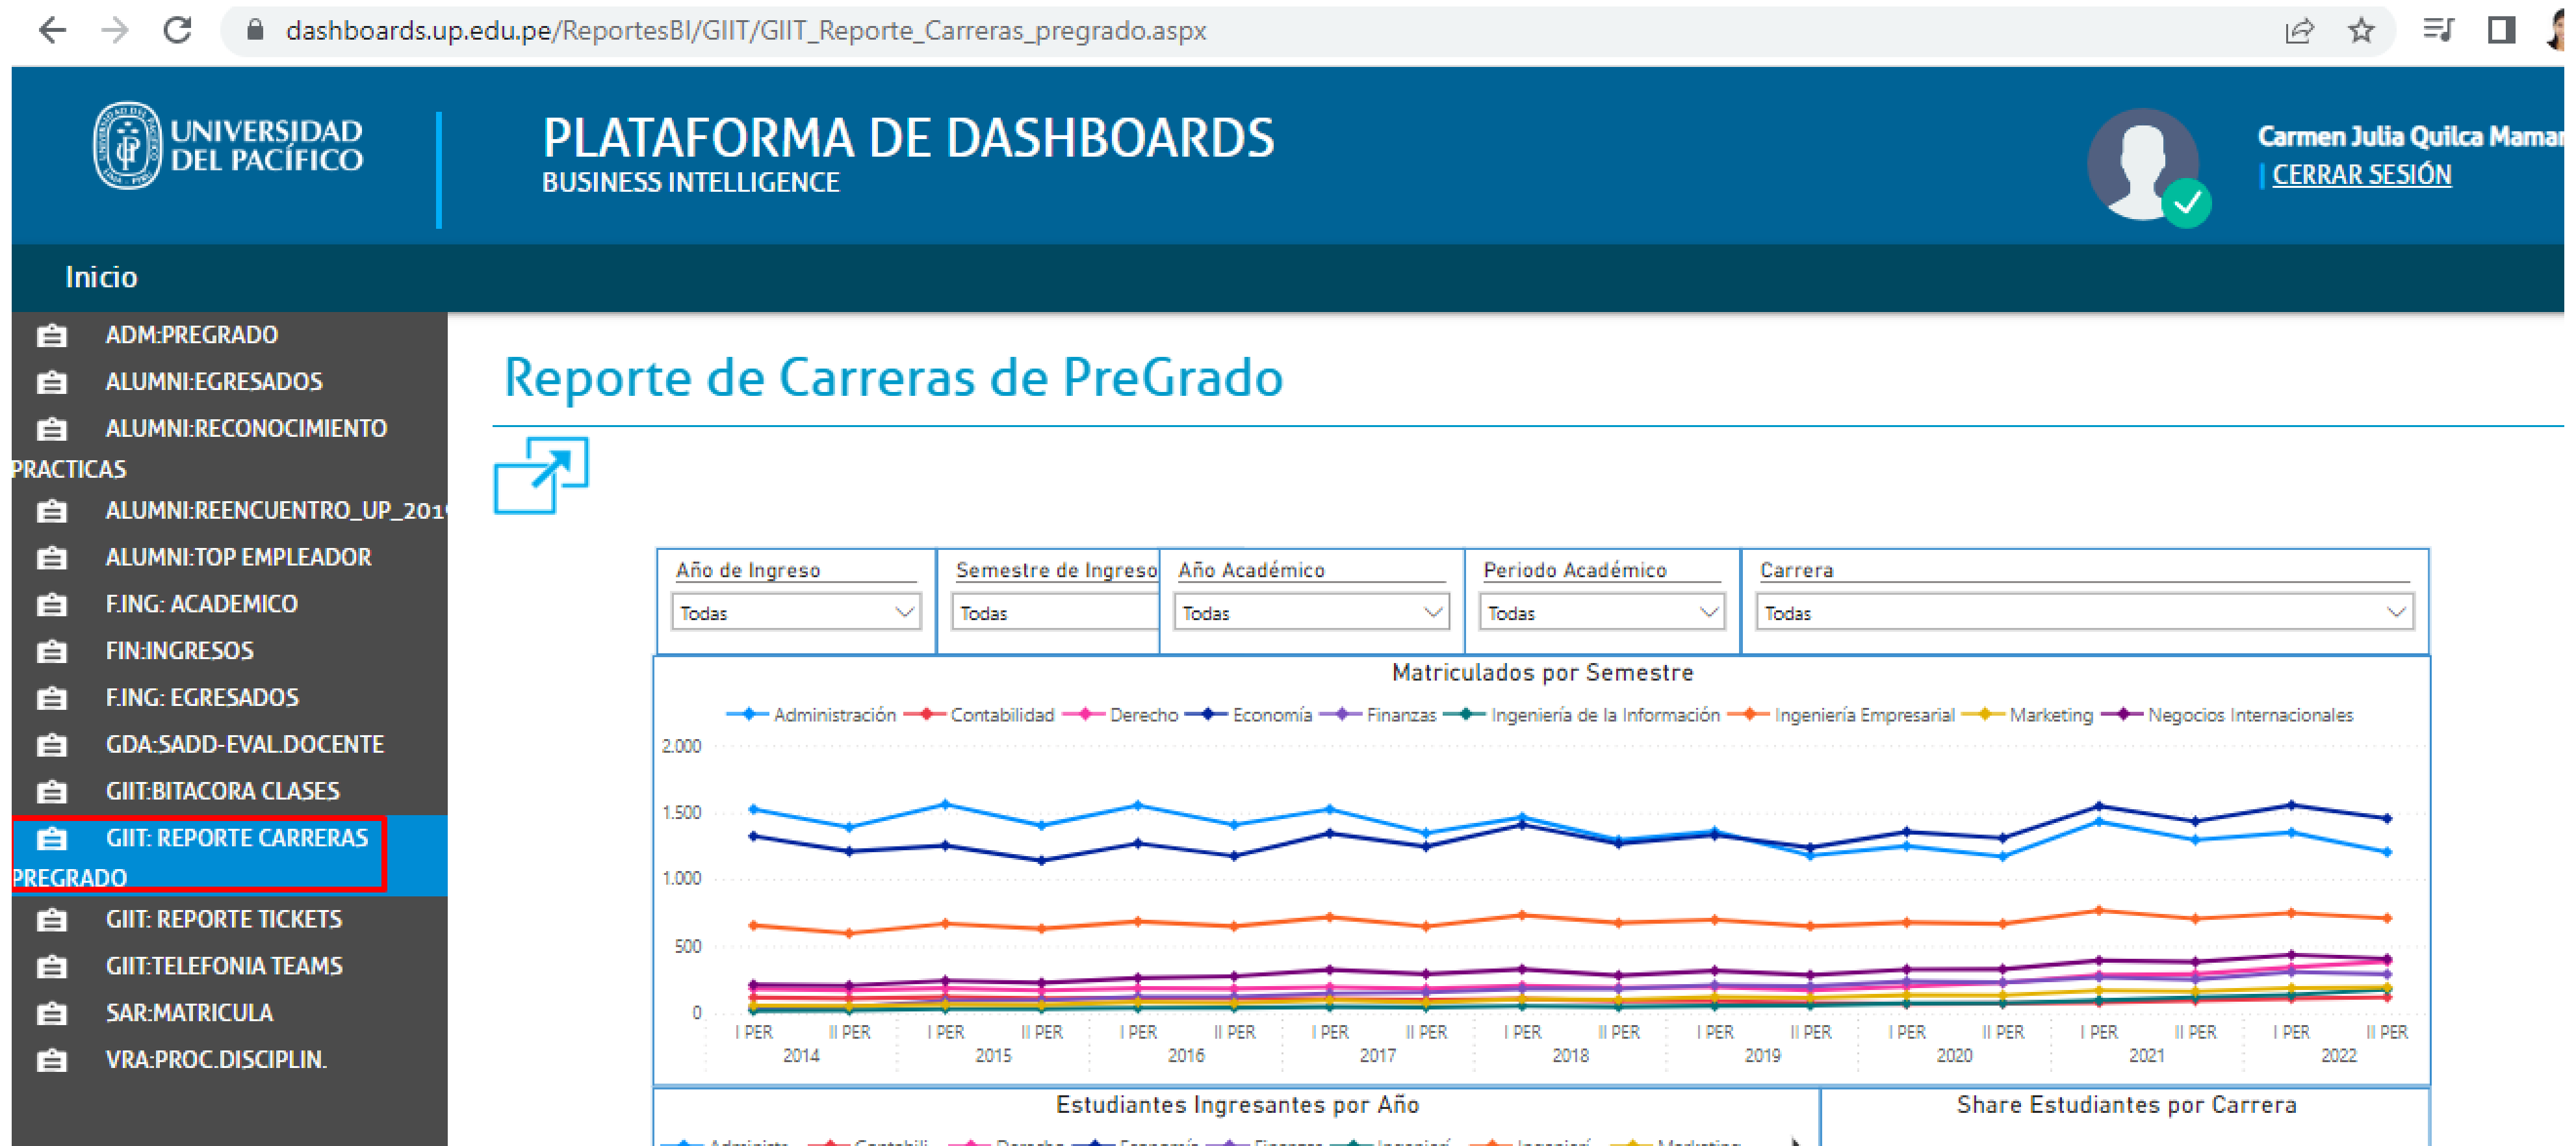 dashboards.up.edu.pe/ReportesBI/GIIT/GIIT_Reporte_Carreras_pregrado.aspx
UNIVERSIDAD
DEL PACÍFICO
PLATAFORMA DE DASHBOARDS
BUSINESS INTELLIGENCE
Carmen Julia Quilca Mamar
CERRAR SESIÓN
Inicio
ADM:PREGRADO
ALUMNI:EGRESADOS
ALUMNI:RECONOCIMIENTO
PRACTICAS
ALUMNI:REENCUENTRO_UP_201
ALUMNI:TOP EMPLEADOR
F.ING: ACADEMICO
FIN:INGRESOS
F.ING: EGRESADOS
GDA:SADD-EVAL.DOCENTE
GIIT:BITACORA CLASES
GIIT: REPORTE CARRERAS
PREGRADO
GIIT: REPORTE TICKETS
GIIT:TELEFONIA TEAMS
SAR:MATRICULA
VRA:PROC.DISCIPLIN.
Reporte de Carreras de PreGrado
Año de Ingreso Semestre de Ingreso Año Académico Periodo Académico Carrera
Todas Todas Todas Todas Todas
Matriculados por Semestre
Administración Contabilidad Derecho Economía Finanzas Ingeniería de la Información Ingeniería Empresarial Marketing Negocios Internacionales
2.000
1.500
1.000
500
0
I PER II PER I PER II PER I PER II PER I PER II PER I PER II PER I PER II PER I PER II PER I PER II PER I PER II PER
2014 2015 2016 2017 2018 2019 2020 2021 2022
Estudiantes Ingresantes por Año
Share Estudiantes por Carrera